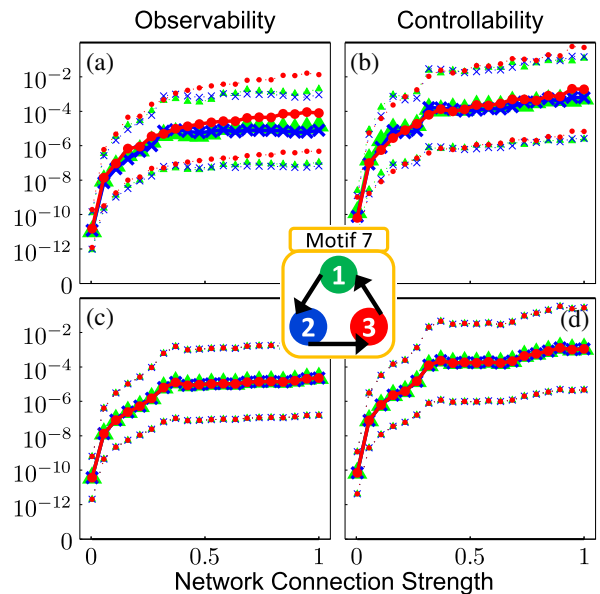 Observability Controllability
(a) (b)
10^-2
10^-4
10^-6
10^-8
10^-10
10^-12
0
Motif 7
1
2 3
(c) (d)
10^-2
10^-4
10^-6
10^-8
10^-10
10^-12
0
0 0.5 1 0 0.5 1
Network Connection Strength